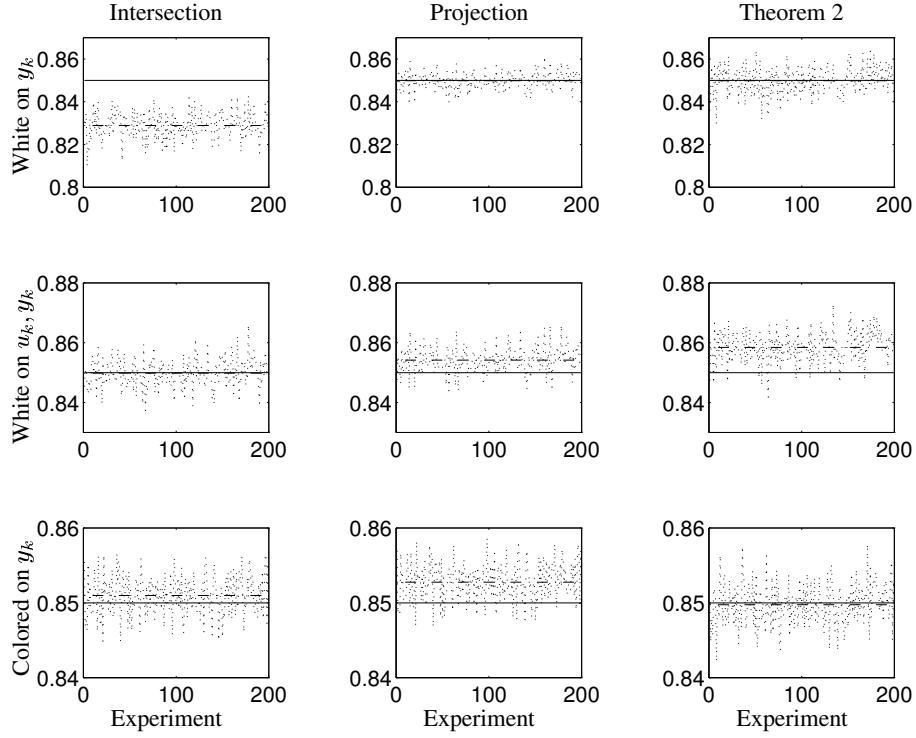 Intersection Projection Theorem 2
White on $y_k$
0.86 0.86 0.86
0.84 0.84 0.84
0.82 0.82 0.82
0.8 0.8 0.8
0 100 200 0 100 200 0 100 200
White on $u_k, y_k$
0.88 0.88 0.88
0.86 0.86 0.86
0.84 0.84 0.84
0 100 200 0 100 200 0 100 200
Colored on $y_k$
0.86 0.86 0.86
0.85 0.85 0.85
0.84 0.84 0.84
0 100 200 0 100 200 0 100 200
Experiment Experiment Experiment